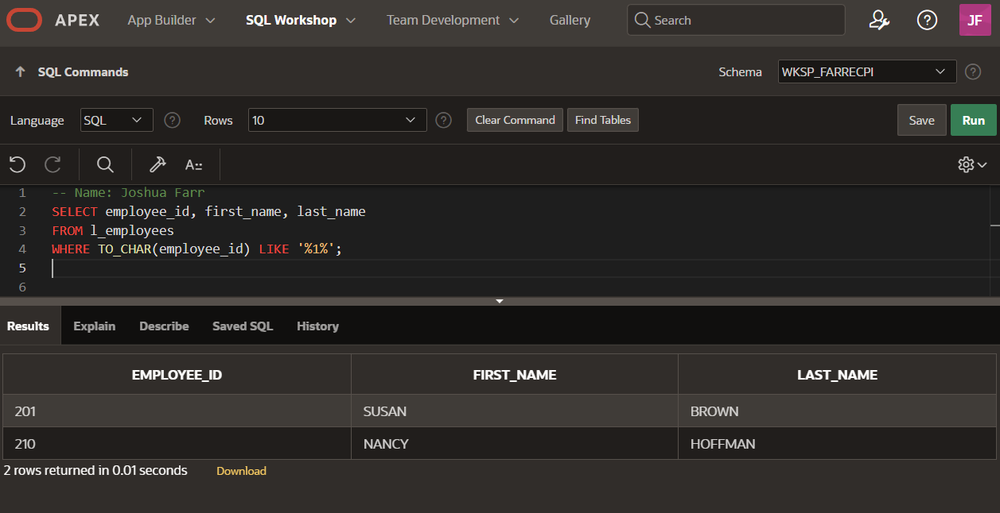 APEX App Builder SQL Workshop Team Development Gallery Search JF
SQL Commands Schema WKSP_FARRECPI ?
Language SQL ? Rows 10 ? Clear Command Find Tables Save Run
A
1 -- Name: Joshua Farr
2 SELECT employee_id, first_name, last_name
3 FROM l_employees
4 WHERE TO_CHAR(employee_id) LIKE '%1%';
5
6
Results Explain Describe Saved SQL History
EMPLOYEE_ID FIRST_NAME LAST_NAME
201 SUSAN BROWN
210 NANCY HOFFMAN
2 rows returned in 0.01 seconds Download